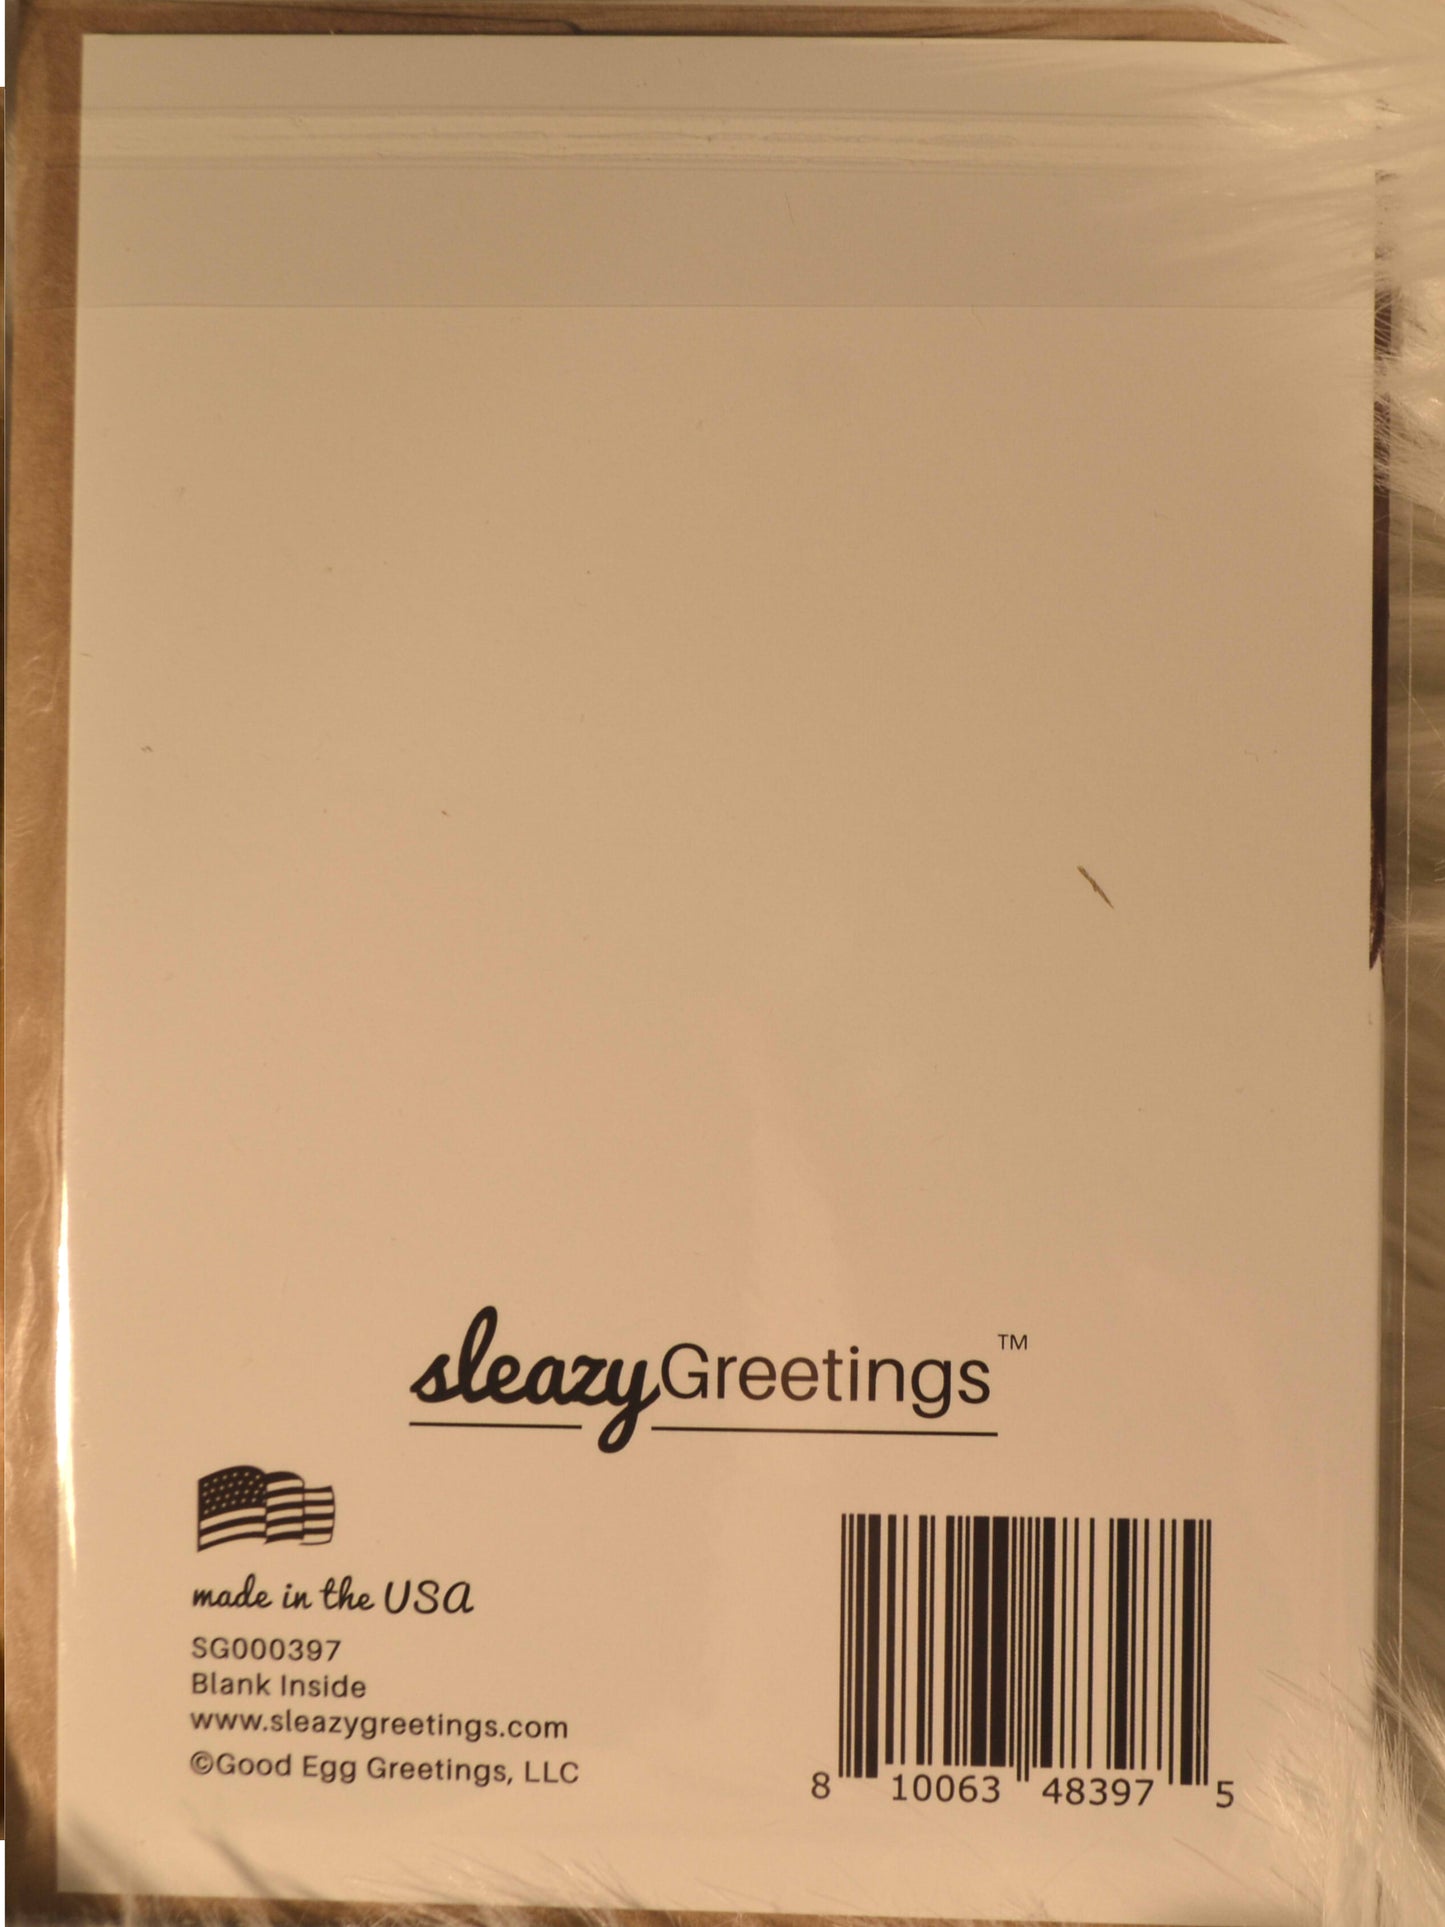 sleazyGreetings™
made in the USA
SG000397
Blank Inside
www.sleazygreetings.com
©Good Egg Greetings, LLC
8 10063 48397 5